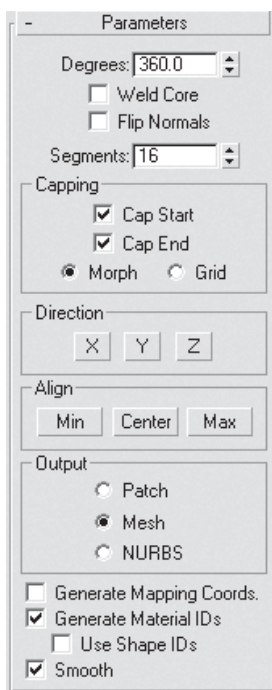 - Parameters
Degrees: 360.0
Weld Core
Flip Normals
Segments: 16
Capping
Cap Start
Cap End
Morph Grid
Direction
X Y Z
Align
Min Center Max
Output
Patch
Mesh
NURBS
Generate Mapping Coords.
Generate Material IDs
Use Shape IDs
Smooth